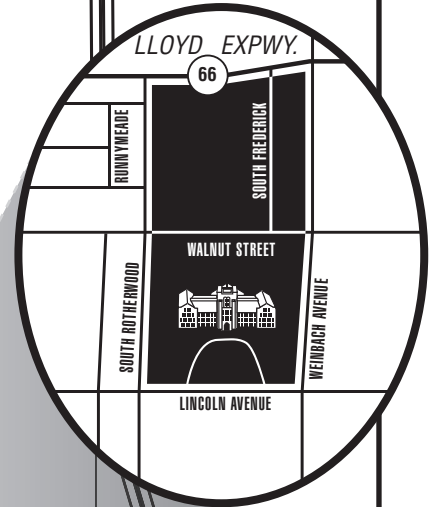 LLOYD EXPWY.
66
RUNNYMEADE
SOUTH FREDERICK
WALNUT STREET
SOUTH ROTHERWOOD
WEINBACH AVENUE
LINCOLN AVENUE